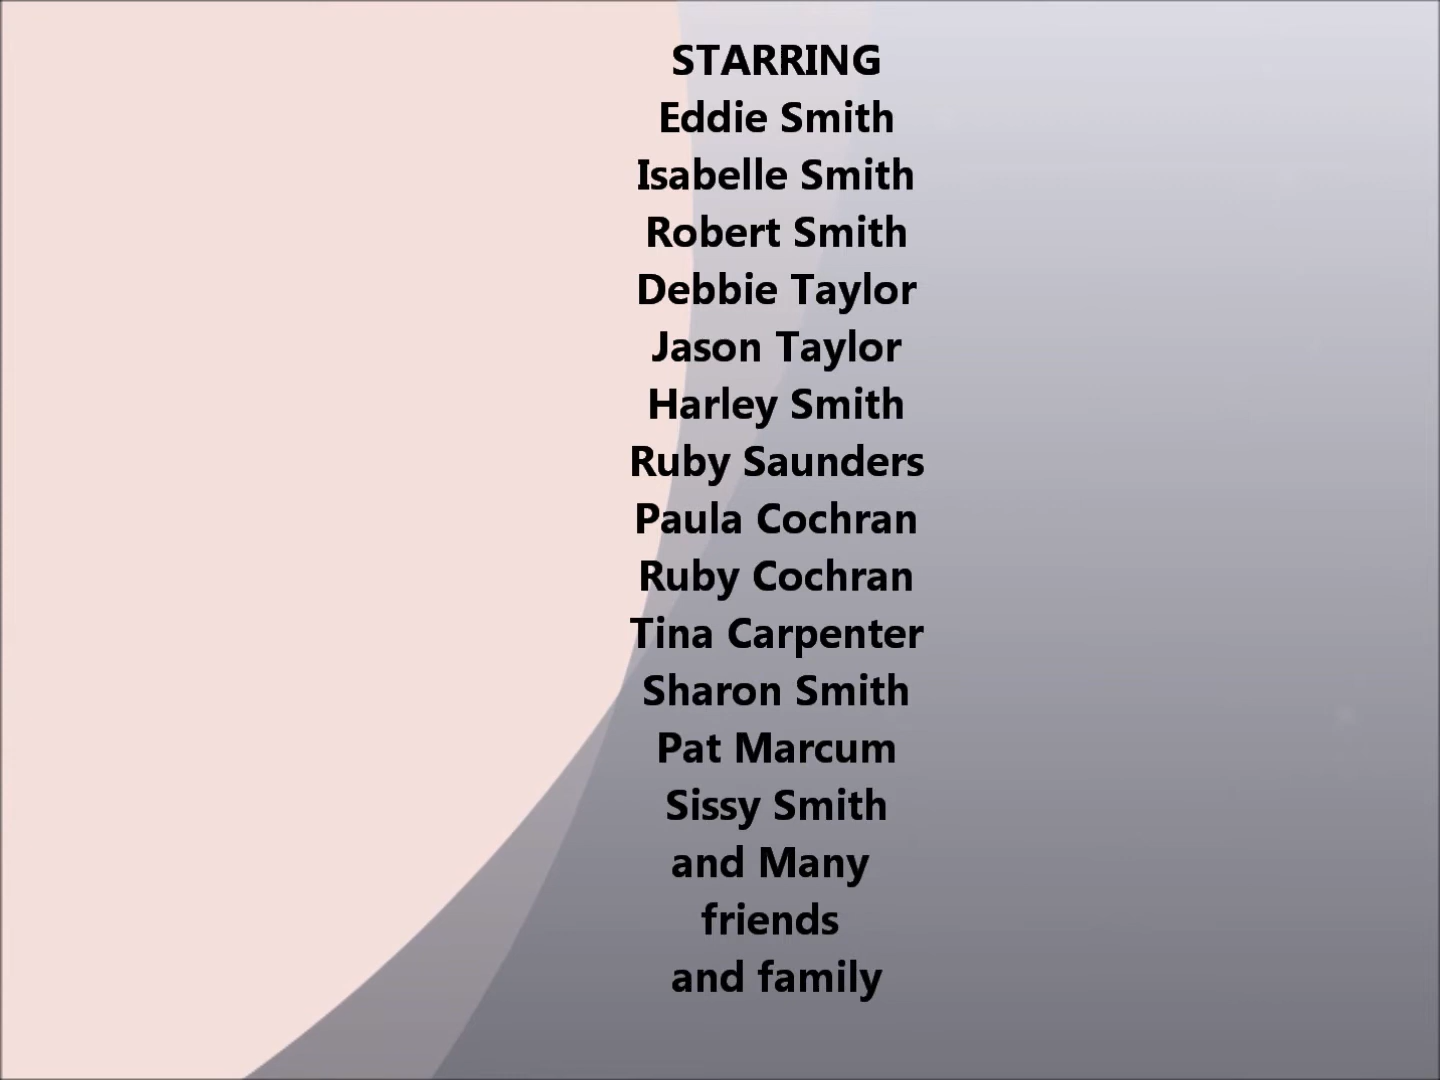 STARRING
Eddie Smith
Isabelle Smith
Robert Smith
Debbie Taylor
Jason Taylor
Harley Smith
Ruby Saunders
Paula Cochran
Ruby Cochran
Tina Carpenter
Sharon Smith
Pat Marcum
Sissy Smith
and Many
friends
and family